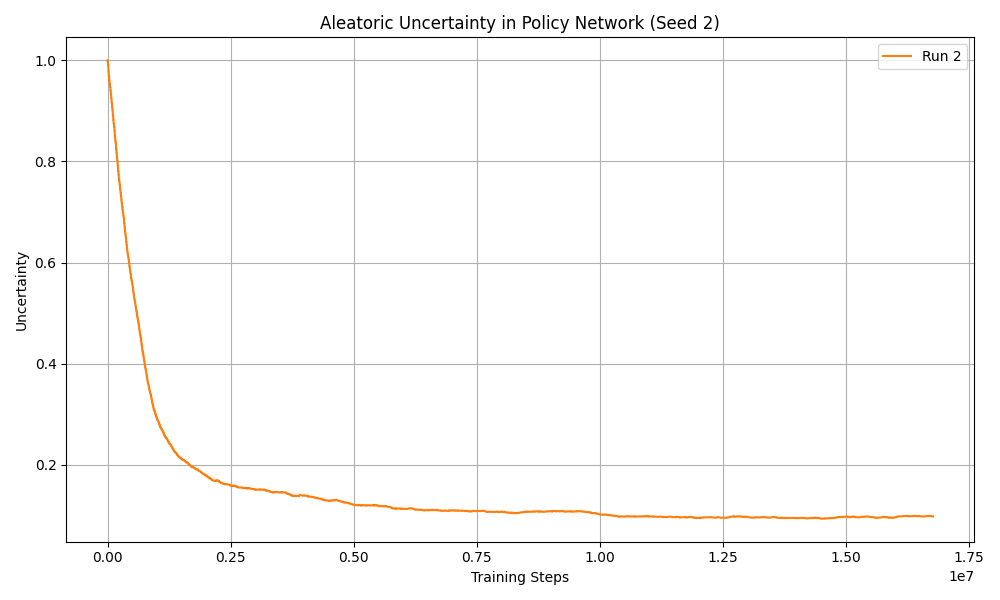 Aleatoric Uncertainty in Policy Network (Seed 2)
Run 2
Uncertainty
1.0
0.8
0.6
0.4
0.2
0.00 0.25 0.50 0.75 1.00 1.25 1.50 1.75
1e7
Training Steps